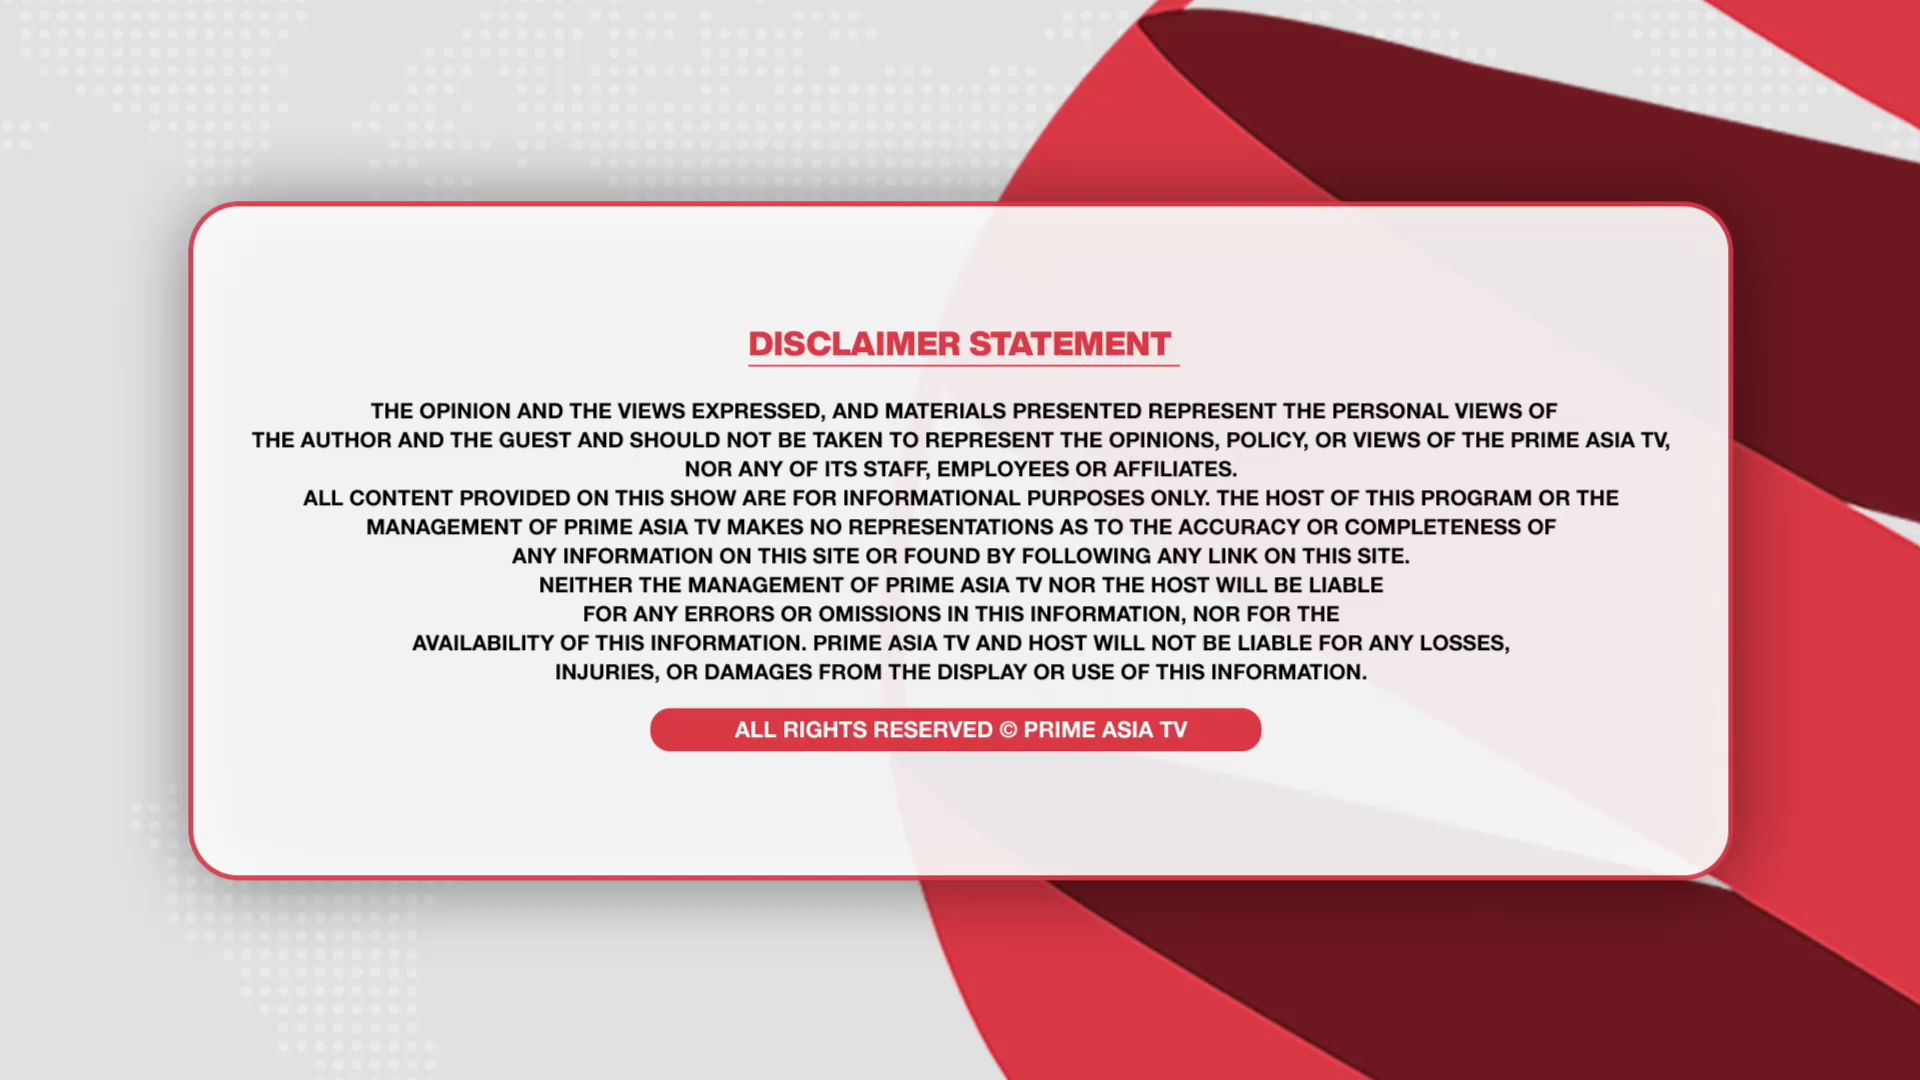 DISCLAIMER STATEMENT
THE OPINION AND THE VIEWS EXPRESSED, AND MATERIALS PRESENTED REPRESENT THE PERSONAL VIEWS OF
THE AUTHOR AND THE GUEST AND SHOULD NOT BE TAKEN TO REPRESENT THE OPINIONS, POLICY, OR VIEWS OF THE PRIME ASIA TV,
NOR ANY OF ITS STAFF, EMPLOYEES OR AFFILIATES.
ALL CONTENT PROVIDED ON THIS SHOW ARE FOR INFORMATIONAL PURPOSES ONLY. THE HOST OF THIS PROGRAM OR THE
MANAGEMENT OF PRIME ASIA TV MAKES NO REPRESENTATIONS AS TO THE ACCURACY OR COMPLETENESS OF
ANY INFORMATION ON THIS SITE OR FOUND BY FOLLOWING ANY LINK ON THIS SITE.
NEITHER THE MANAGEMENT OF PRIME ASIA TV NOR THE HOST WILL BE LIABLE
FOR ANY ERRORS OR OMISSIONS IN THIS INFORMATION, NOR FOR THE
AVAILABILITY OF THIS INFORMATION. PRIME ASIA TV AND HOST WILL NOT BE LIABLE FOR ANY LOSSES,
INJURIES, OR DAMAGES FROM THE DISPLAY OR USE OF THIS INFORMATION.
ALL RIGHTS RESERVED © PRIME ASIA TV